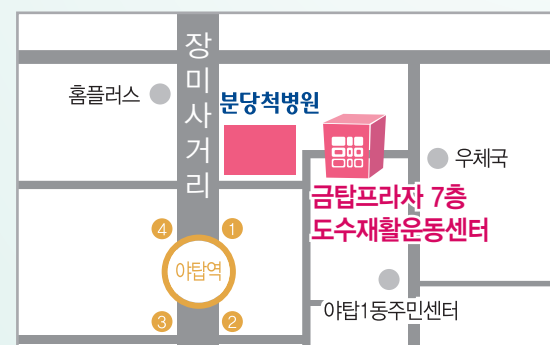 장미사거리
홈플러스
분당척병원
우체국
금탑프라자 7층
도수재활운동센터
4
1
야탑역
야탑1동주민센터
3
2